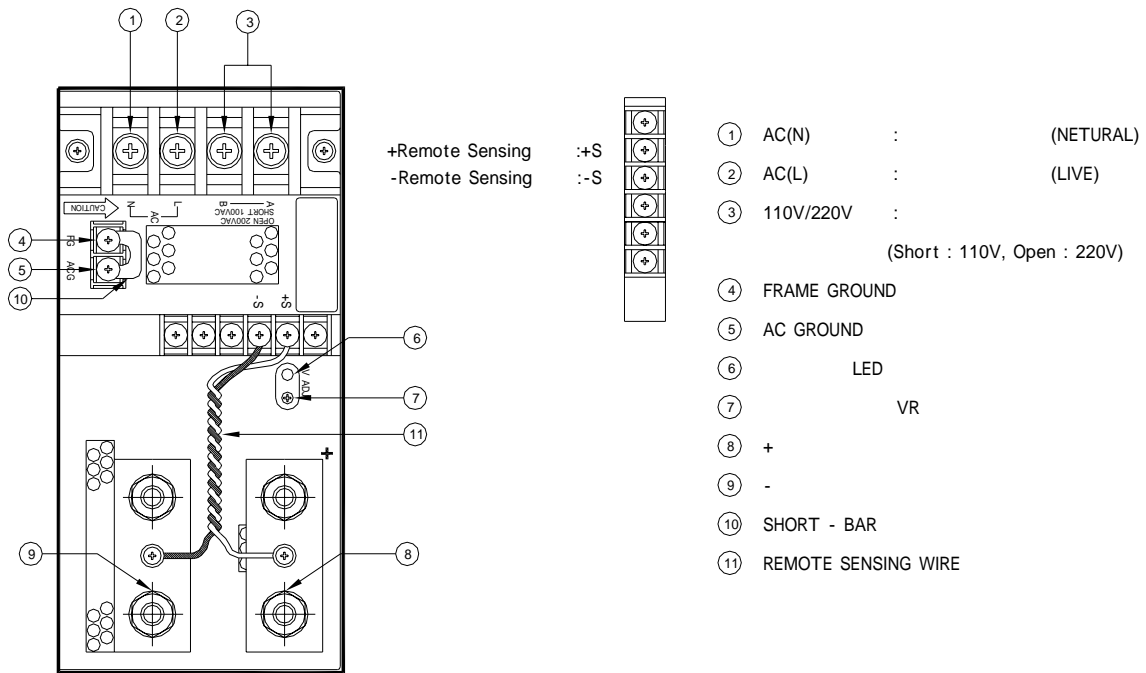 1 2 3
+Remote Sensing :+S
-Remote Sensing :-S
CAUTION
N
AC
L
B
A
SHORT 100VAC
OPEN 200VAC
4
FG
5
ACG
10
-S +S
6
V ADJ
7
11
+
9
8
1 AC(N) : (NETURAL)
2 AC(L) : (LIVE)
3 110V/220V :
(Short : 110V, Open : 220V)
4 FRAME GROUND
5 AC GROUND
6 LED
7 VR
8 +
9 -
10 SHORT - BAR
11 REMOTE SENSING WIRE